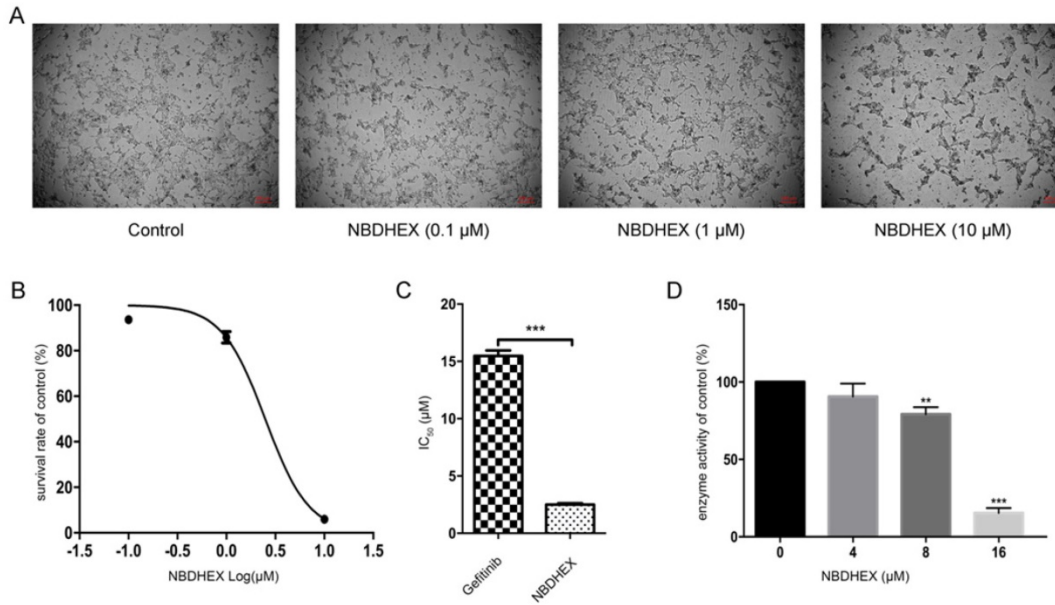 A
Control
NBDHEX (0.1 µM)
NBDHEX (1 µM)
NBDHEX (10 µM)
B
survival rate of control (%)
100
80
60
40
20
0
-1.5
-1.0
-0.5
0.0
0.5
1.0
1.5
NBDHEX Log(µM)
C
IC50 (µM)
20
15
10
5
0
***
Gefitinib
NBDHEX
D
enzyme activity of control (%)
150
100
50
0
**
***
0
4
8
16
NBDHEX (µM)